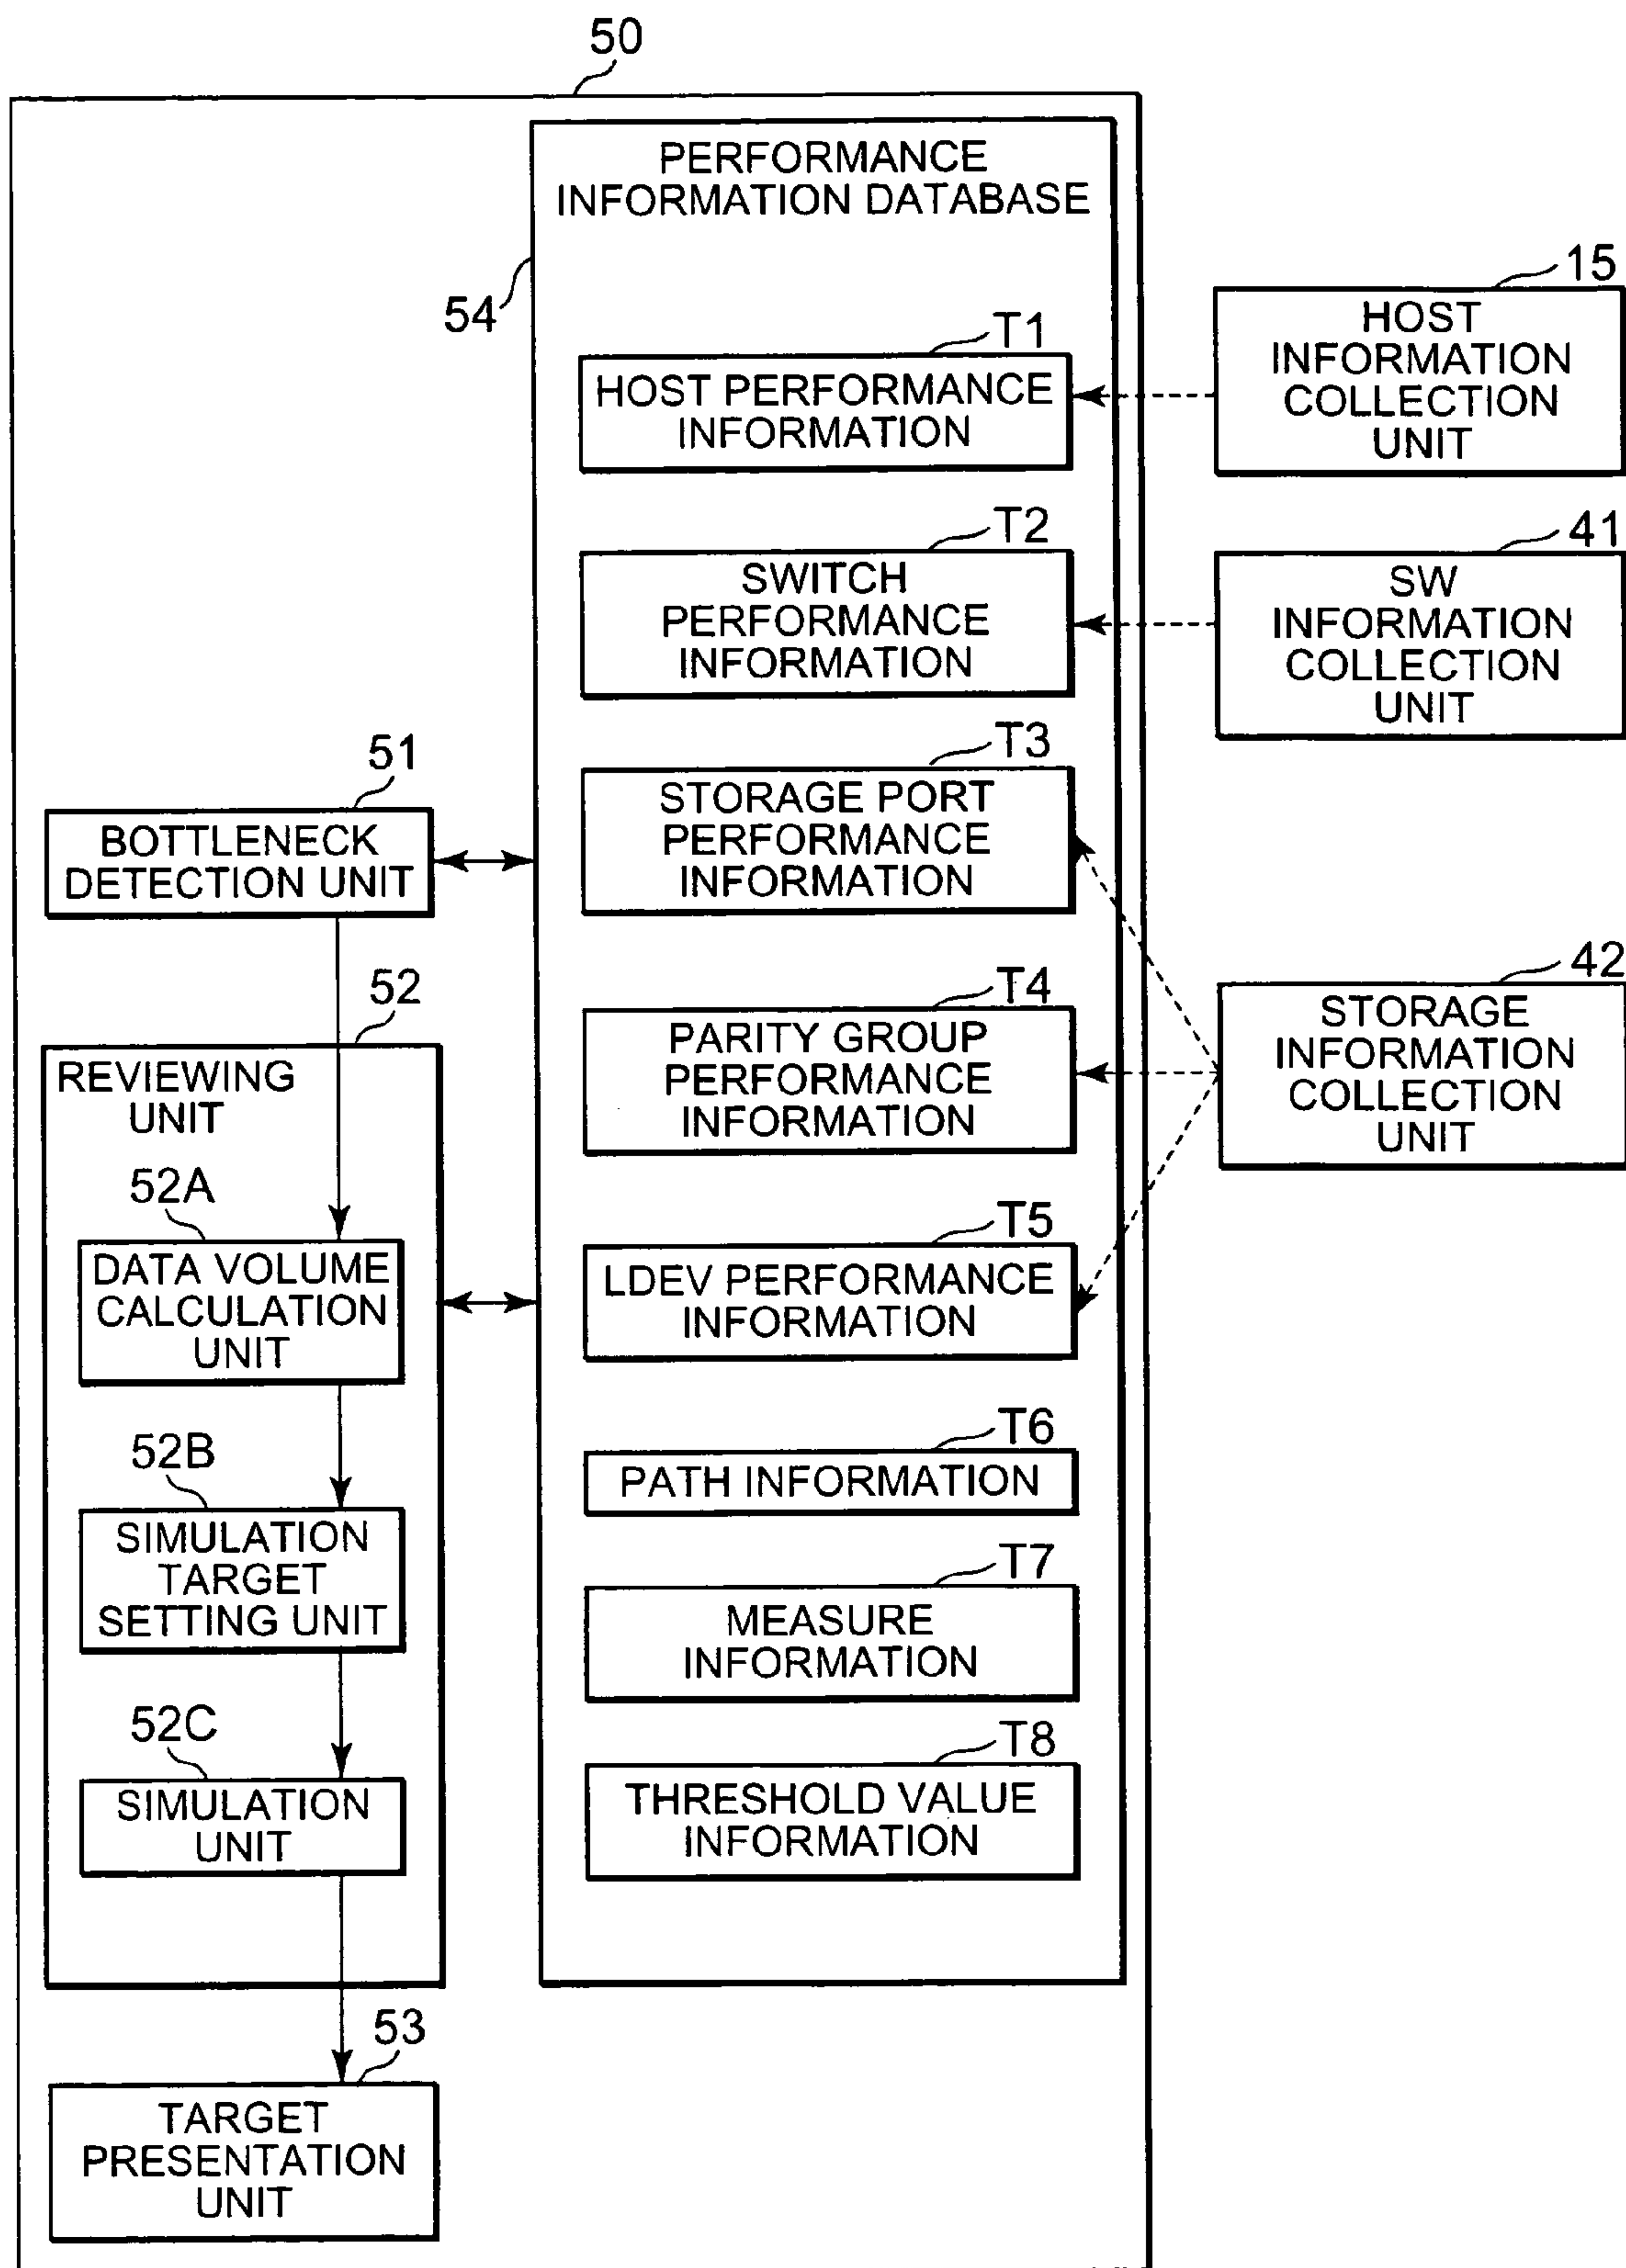 50
PERFORMANCE
INFORMATION DATABASE
54
T1
HOST PERFORMANCE
INFORMATION
15
HOST
INFORMATION
COLLECTION
UNIT
T2
SWITCH
PERFORMANCE
INFORMATION
41
SW
INFORMATION
COLLECTION
UNIT
51
BOTTLENECK
DETECTION UNIT
T3
STORAGE PORT
PERFORMANCE
INFORMATION
52
REVIEWING
UNIT
T4
PARITY GROUP
PERFORMANCE
INFORMATION
42
STORAGE
INFORMATION
COLLECTION
UNIT
52A
DATA VOLUME
CALCULATION
UNIT
T5
LDEV PERFORMANCE
INFORMATION
52B
SIMULATION
TARGET
SETTING UNIT
T6
PATH INFORMATION
T7
MEASURE
INFORMATION
52C
SIMULATION
UNIT
T8
THRESHOLD VALUE
INFORMATION
53
TARGET
PRESENTATION
UNIT